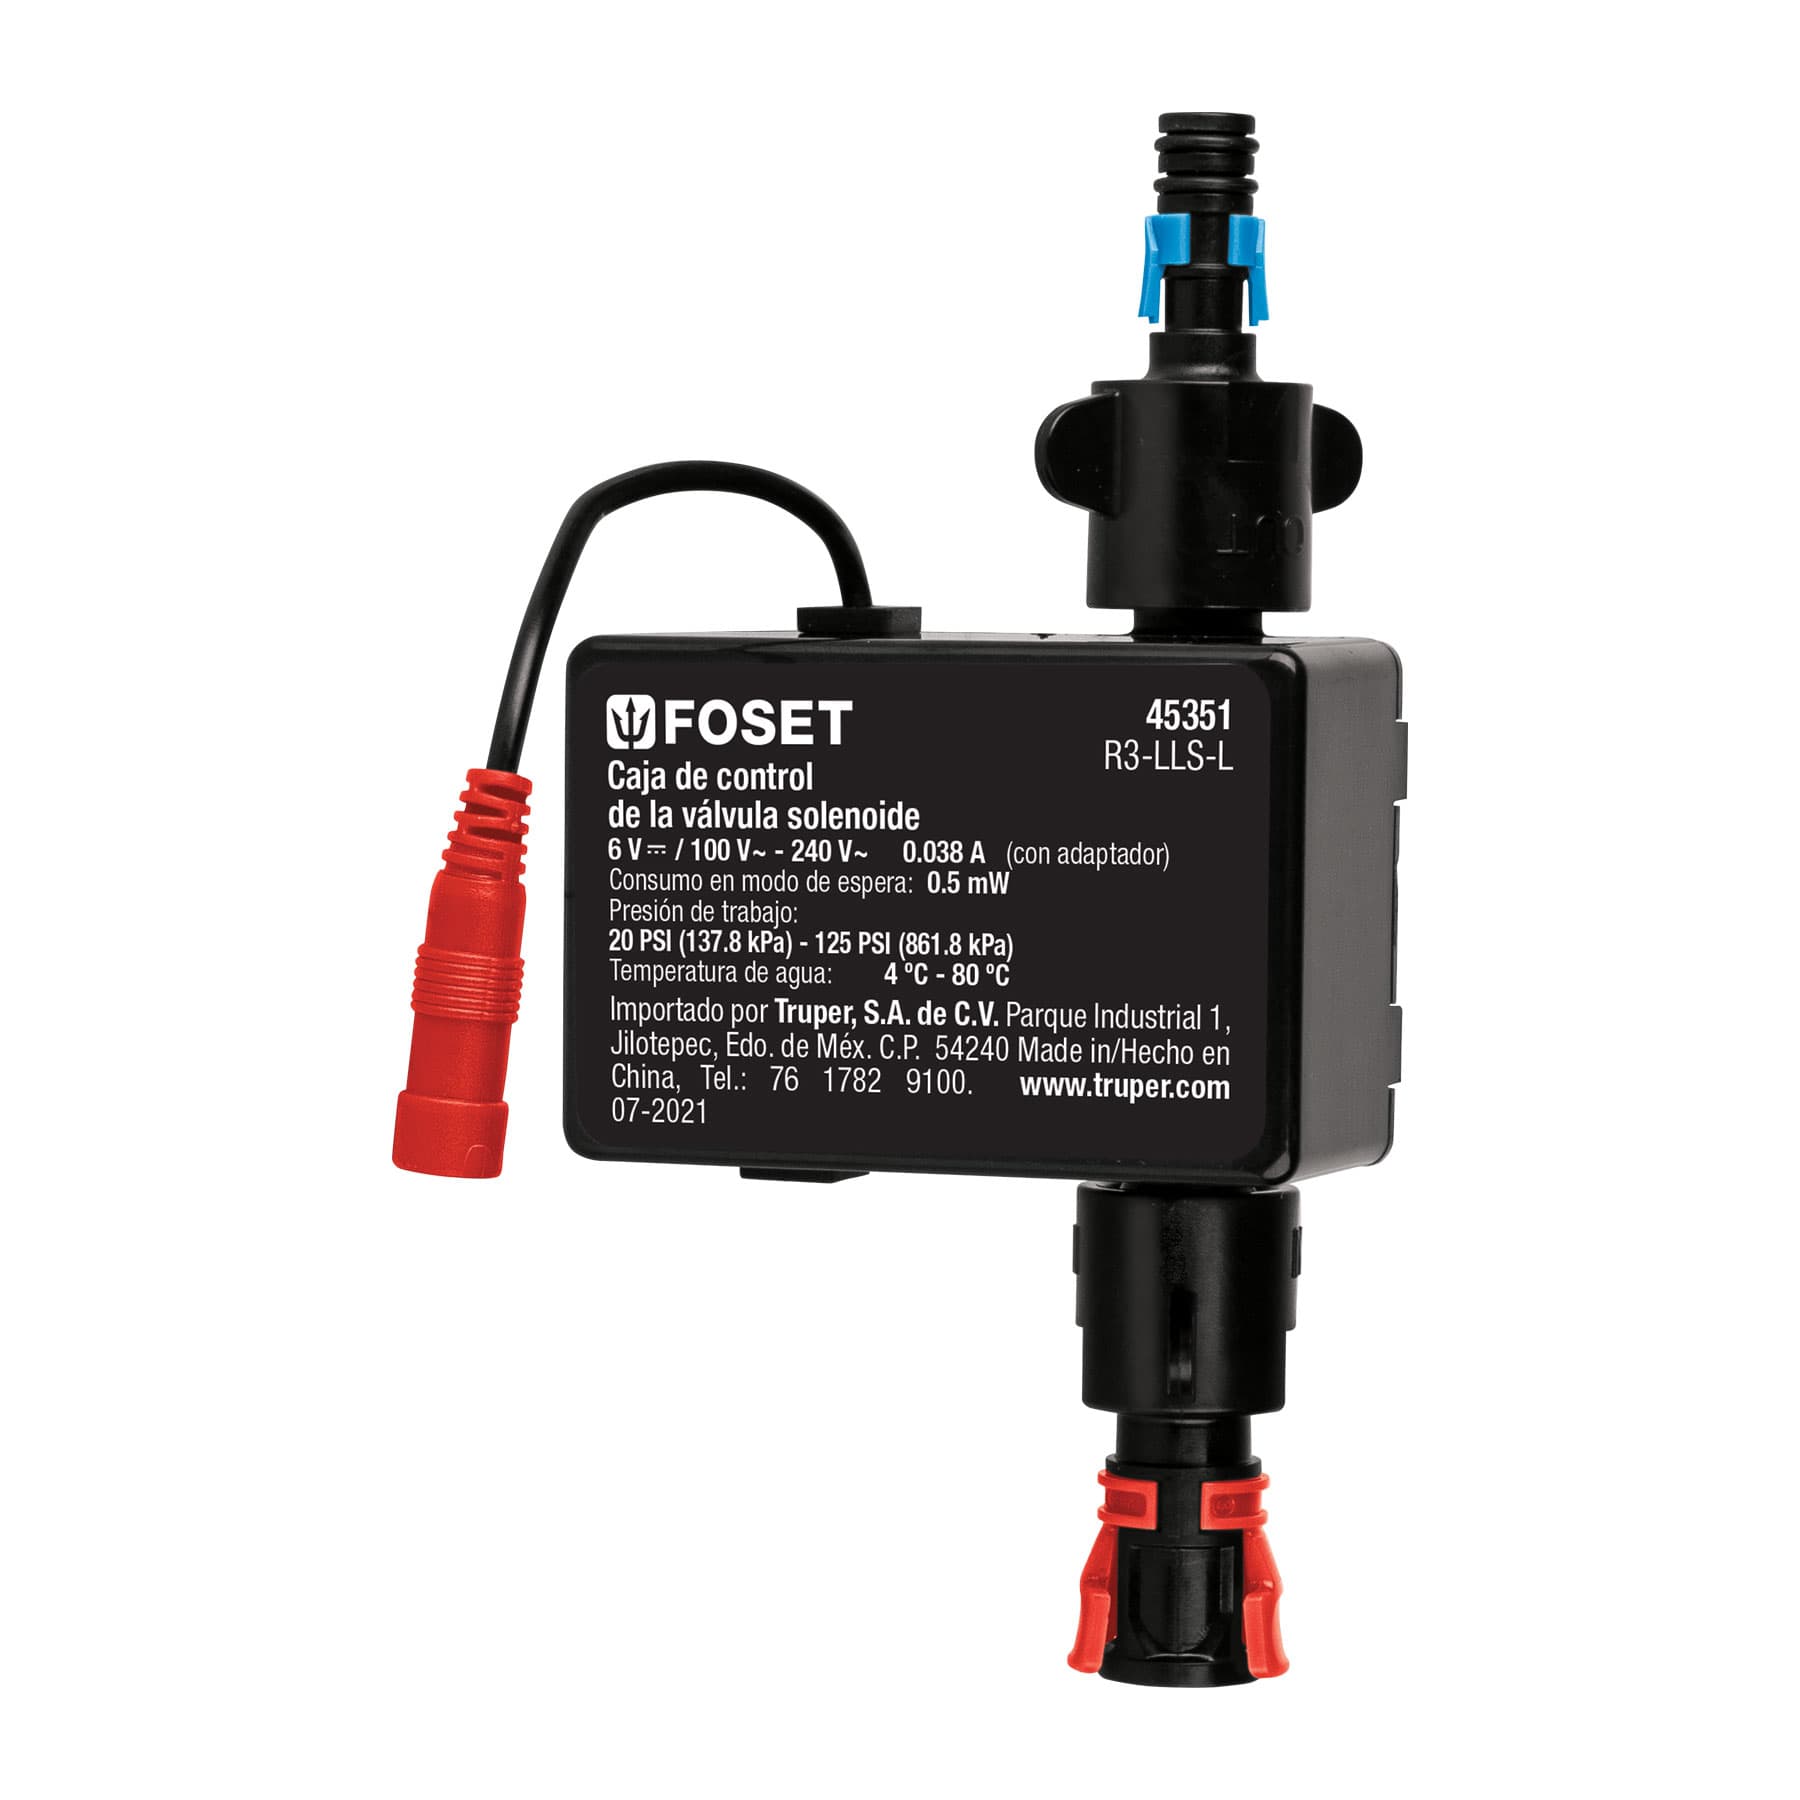 OUT
FOSET
45351
R3-LLS-L
Caja de control
de la válvula solenoide
6 V ⎓ / 100 V~ - 240 V~ 0.038 A (con adaptador)
Consumo en modo de espera: 0.5 mW
Presión de trabajo:
20 PSI (137.8 kPa) - 125 PSI (861.8 kPa)
Temperatura de agua: 4 ºC - 80 ºC
Importado por Truper, S.A. de C.V. Parque Industrial 1,
Jilotepec, Edo. de Méx. C.P. 54240 Made in/Hecho en
China, Tel.: 76 1782 9100. www.truper.com
07-2021